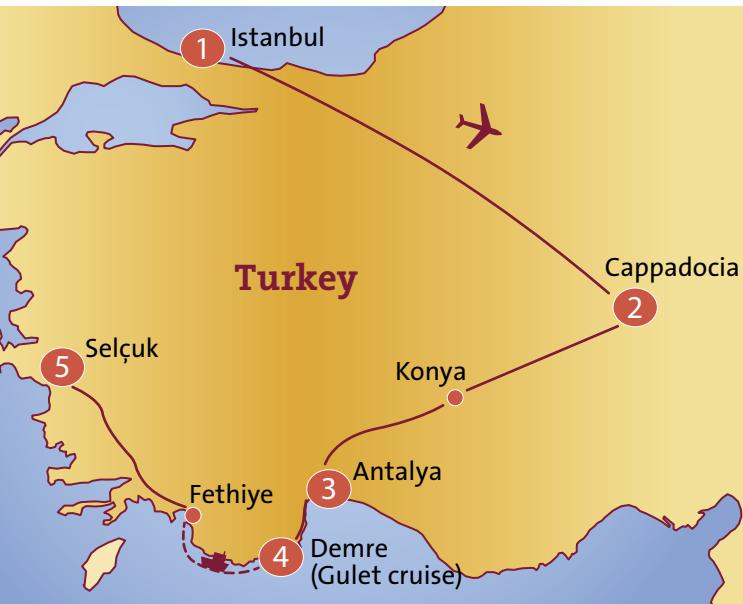 1
Istanbul
Turkey
Cappadocia
2
Selçuk
5
Konya
Antalya
3
Fethiye
4
Demre
(Gulet cruise)